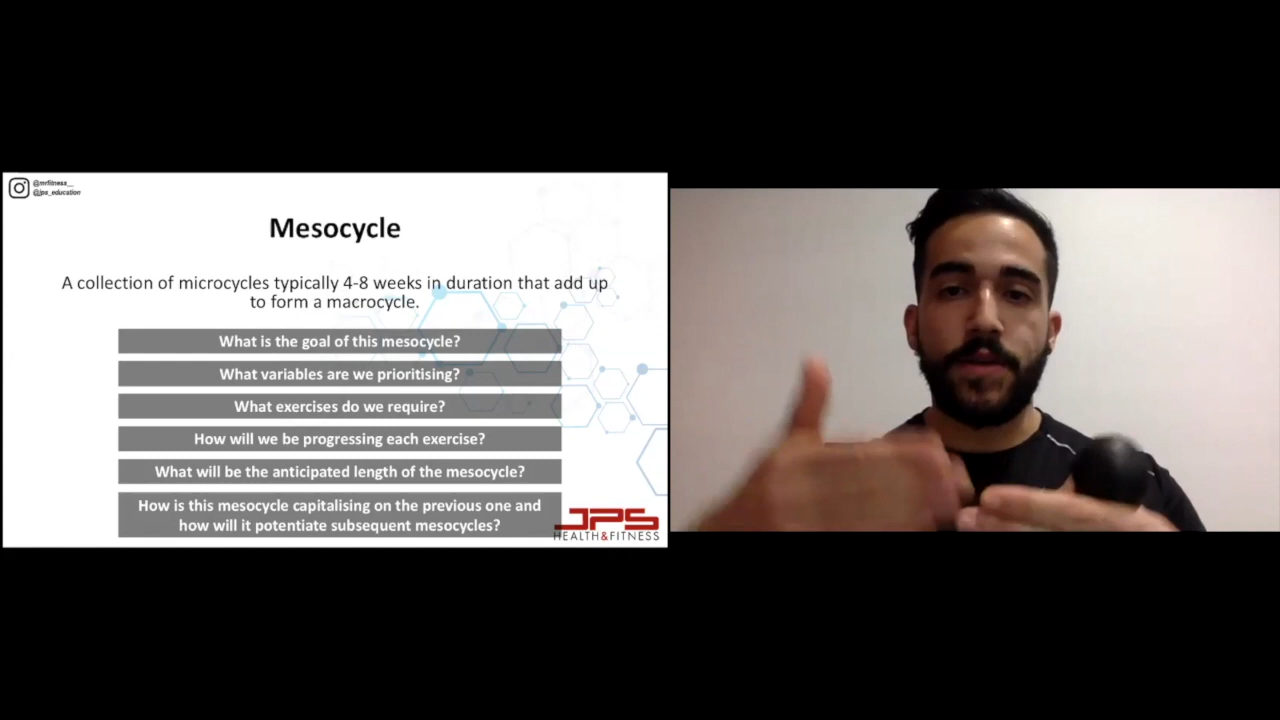 @mrfitness__
@jps_education
Mesocycle
A collection of microcycles typically 4-8 weeks in duration that add up
to form a macrocycle.
What is the goal of this mesocycle?
What variables are we prioritising?
What exercises do we require?
How will we be progressing each exercise?
What will be the anticipated length of the mesocycle?
How is this mesocycle capitalising on the previous one and
how will it potentiate subsequent mesocycles?
JPS
HEALTH&FITNESS